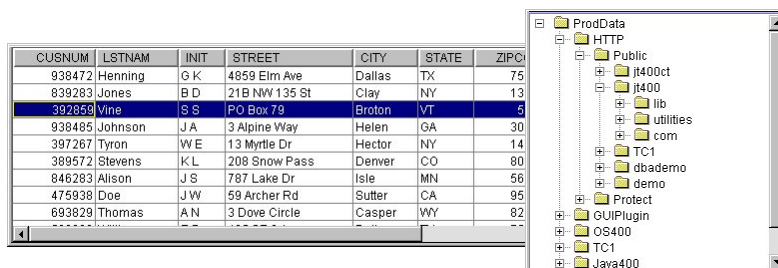 CUSNUM LSTNAM INIT STREET CITY STATE ZIPC
938472 Henning G K 4859 Elm Ave Dallas TX 75
839283 Jones B D 21B NW 135 St Clay NY 13
392859 Vine S S PO Box 79 Broton VT 5
938485 Johnson J A 3 Alpine Way Helen GA 30
397267 Tyron W E 13 Myrtle Dr Hector NY 14
389572 Stevens K L 208 Snow Pass Denver CO 80
846283 Alison J S 787 Lake Dr Isle MN 56
475938 Doe J W 59 Archer Rd Sutter CA 95
693829 Thomas A N 3 Dove Circle Casper WY 82
ProdData
HTTP
Public
jt400ct
jt400
lib
utilities
com
TC1
dbademo
demo
Protect
GUIPlugin
OS400
TC1
Java400